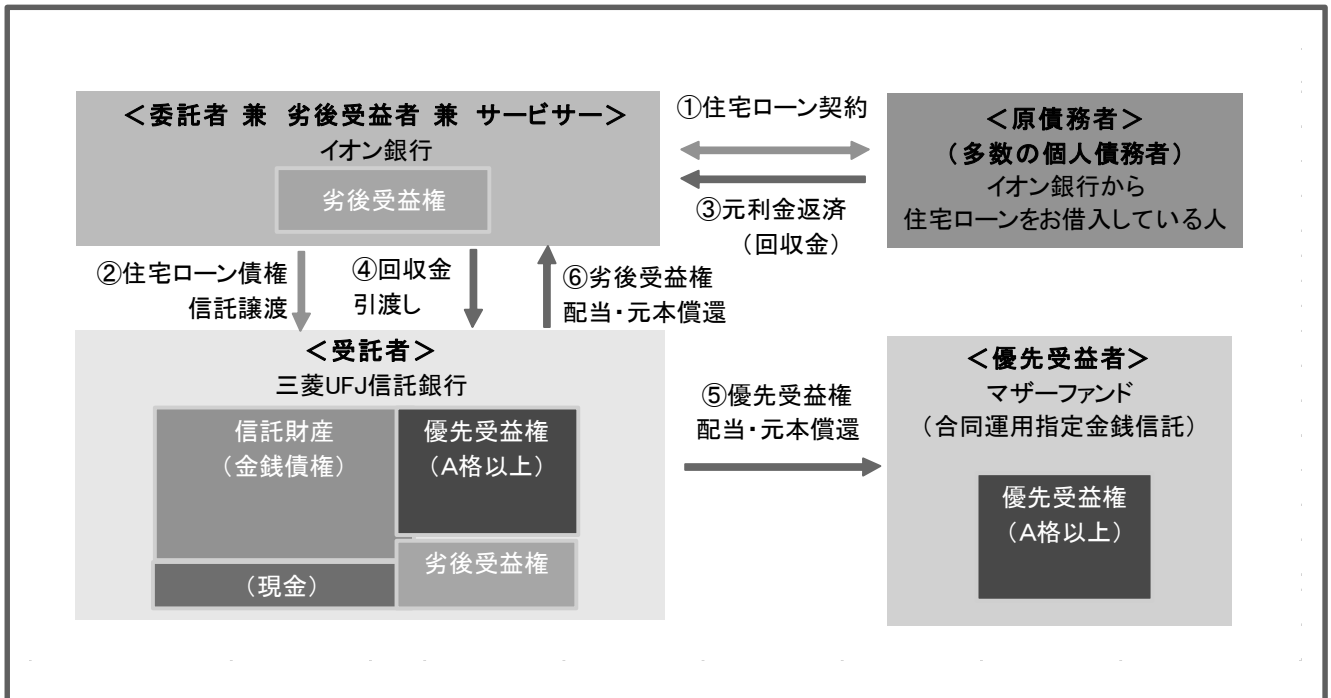 ＜委託者 兼 劣後受益者 兼 サービサー＞
イオン銀行
劣後受益権
①住宅ローン契約
③元利金返済
（回収金）
＜原債務者＞
（多数の個人債務者）
イオン銀行から
住宅ローンをお借入している人
②住宅ローン債権
信託譲渡
④回収金
引渡し
⑥劣後受益権
配当・元本償還
＜受託者＞
三菱UFJ信託銀行
信託財産
（金銭債権）
（現金）
優先受益権
（A格以上）
劣後受益権
⑤優先受益権
配当・元本償還
＜優先受益者＞
マザーファンド
（合同運用指定金銭信託）
優先受益権
（A格以上）